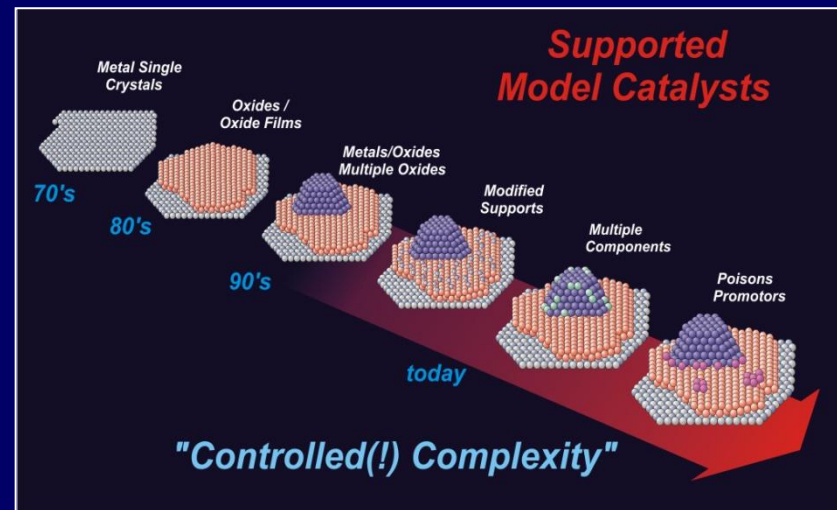 Supported
Model Catalysts
Metal Single
Crystals
70's
Oxides /
Oxide Films
80's
Metals/Oxides
Multiple Oxides
90's
Modified
Supports
today
Multiple
Components
Poisons
Promotors
"Controlled(!) Complexity"